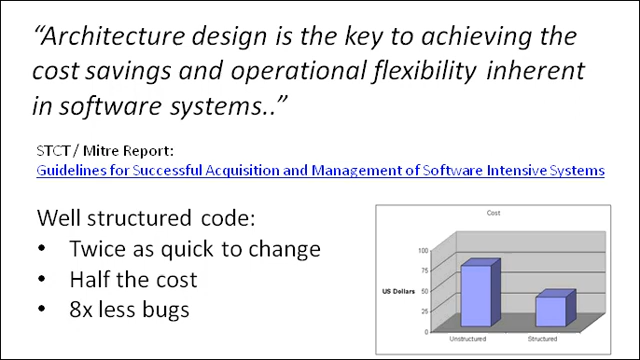 “Architecture design is the key to achieving the
cost savings and operational flexibility inherent
in software systems..”
STCT / Mitre Report:
Guidelines for Successful Acquisition and Management of Software Intensive Systems
Well structured code:
• Twice as quick to change
• Half the cost
• 8x less bugs
Cost
100
75
50
25
0
US Dollars
Unstructured
Structured